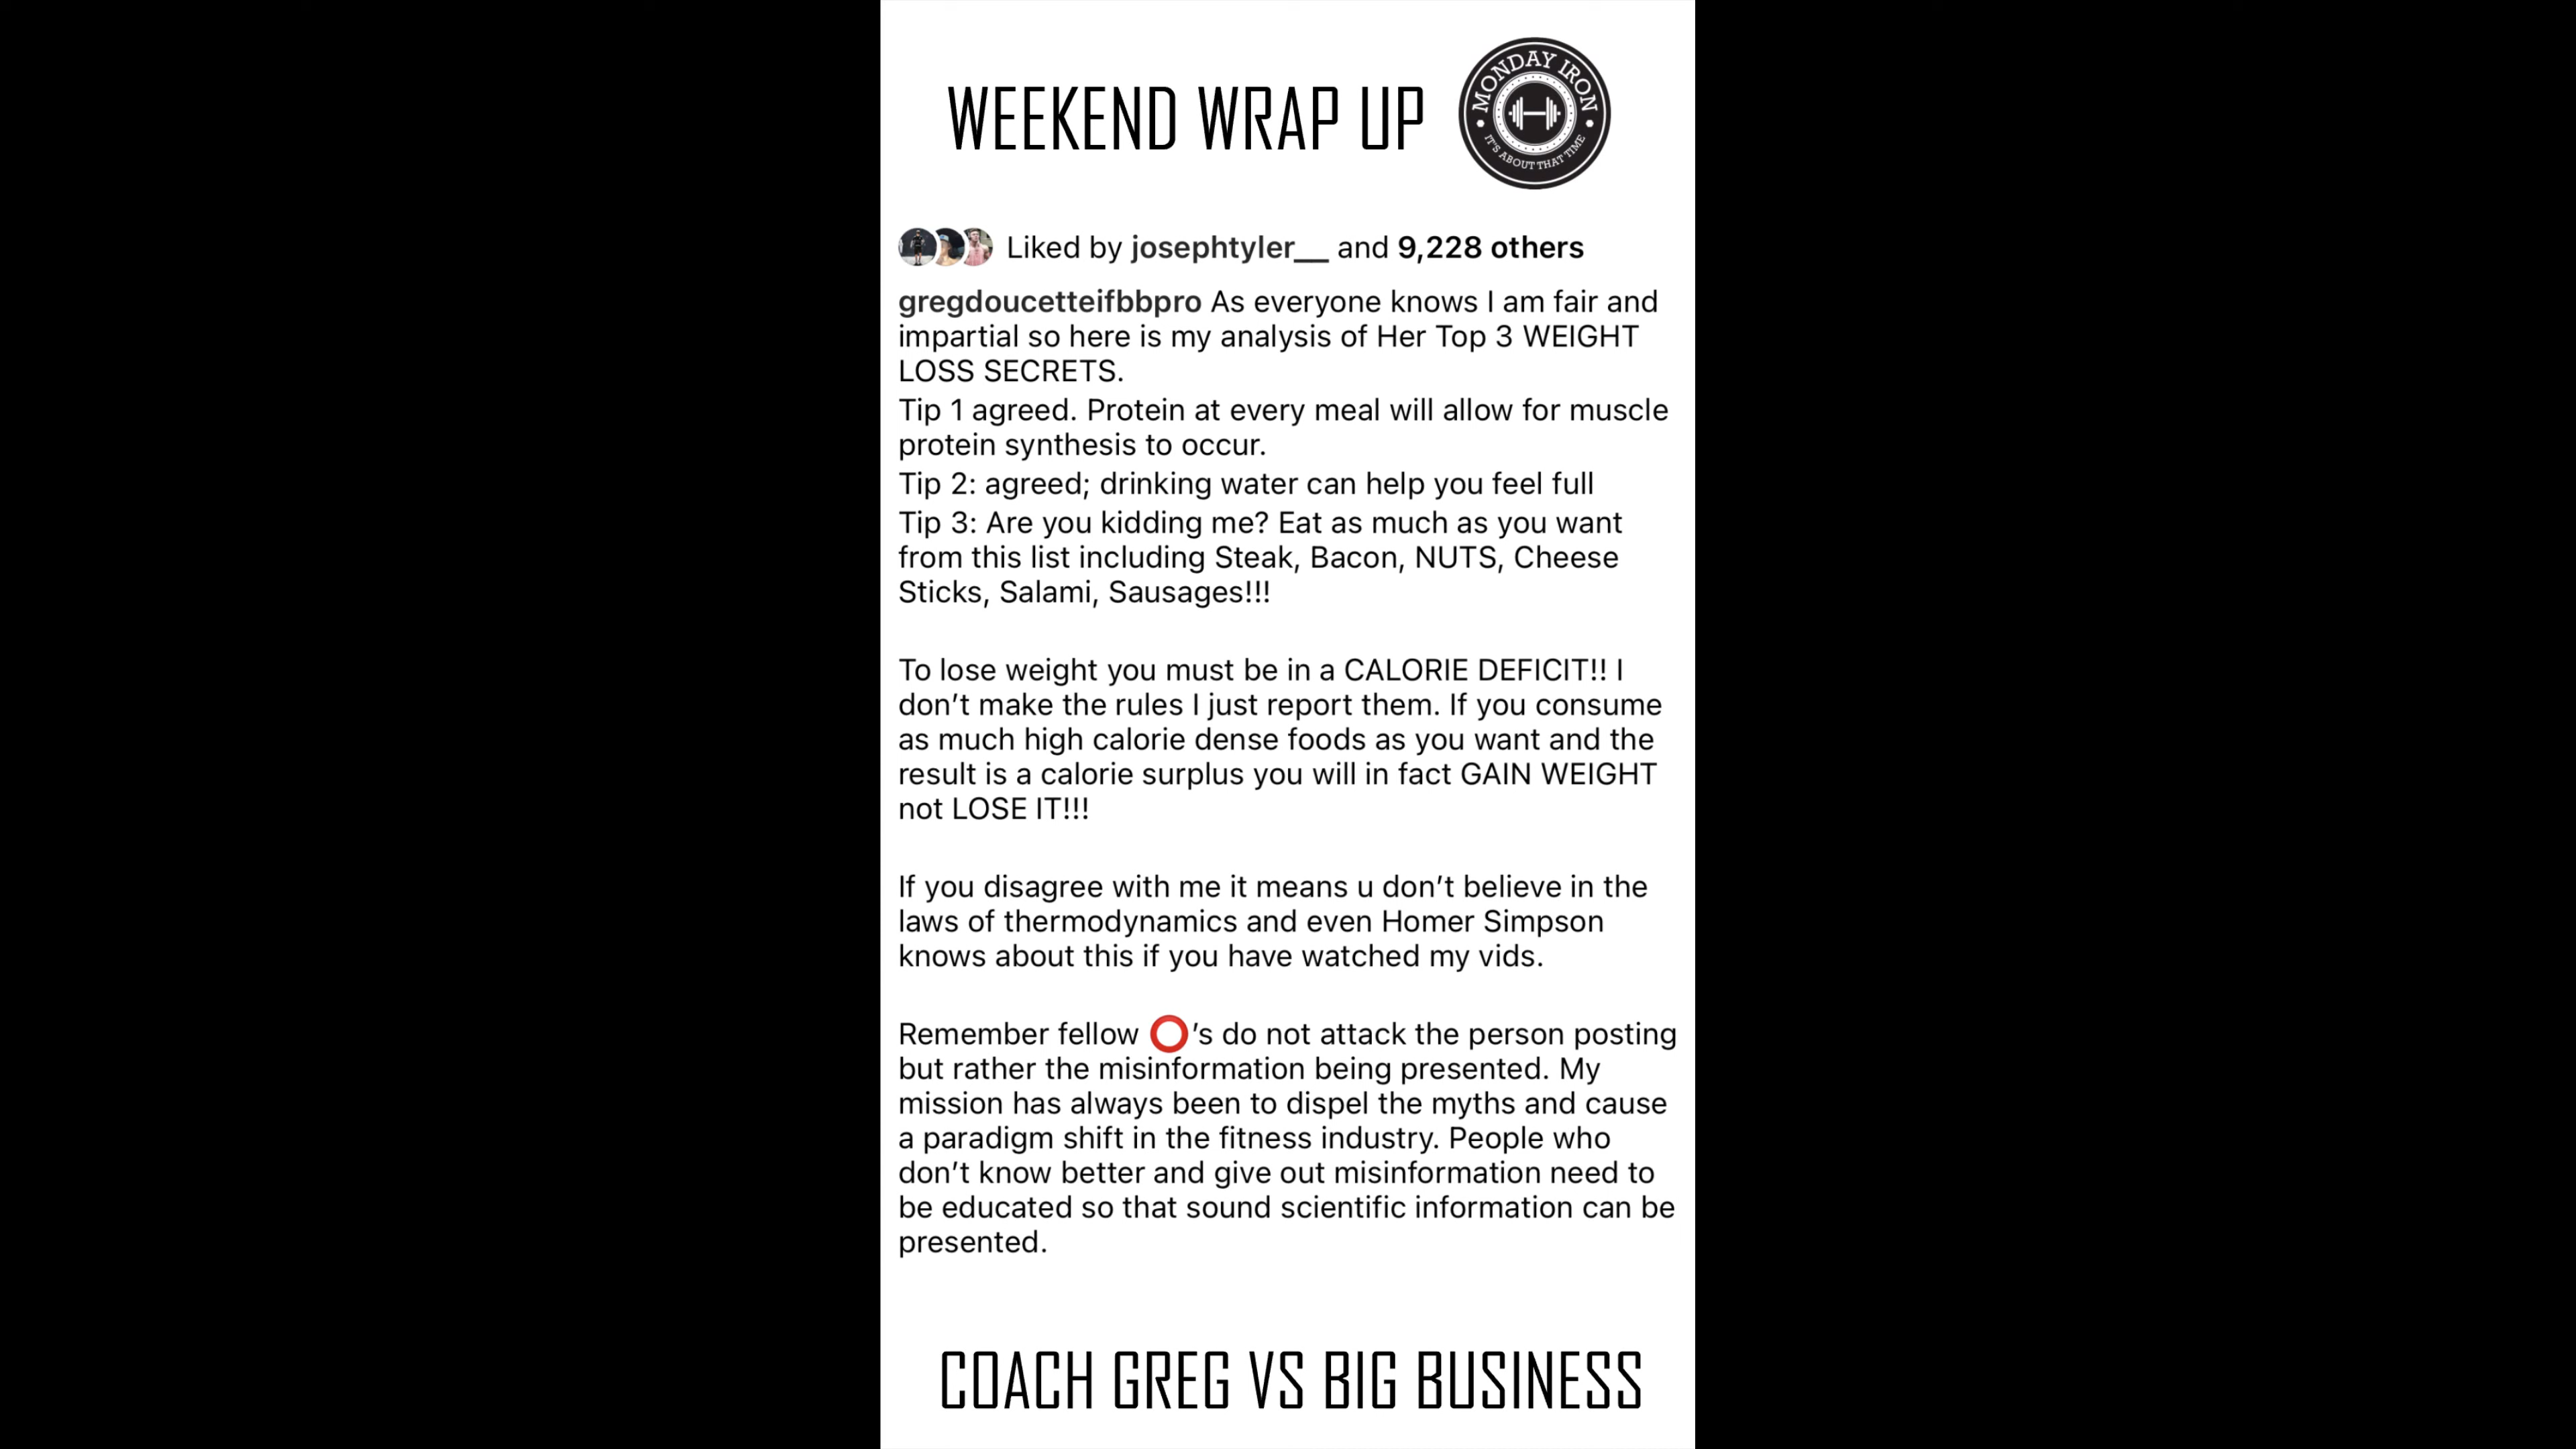 WEEKEND WRAP UP
MONDAY IRON
IT'S ABOUT THAT TIME
Liked by josephtyler__ and 9,228 others
gregdoucetteifbbpro As everyone knows I am fair and
impartial so here is my analysis of Her Top 3 WEIGHT
LOSS SECRETS.
Tip 1 agreed. Protein at every meal will allow for muscle
protein synthesis to occur.
Tip 2: agreed; drinking water can help you feel full
Tip 3: Are you kidding me? Eat as much as you want
from this list including Steak, Bacon, NUTS, Cheese
Sticks, Salami, Sausages!!!
To lose weight you must be in a CALORIE DEFICIT!! I
don’t make the rules I just report them. If you consume
as much high calorie dense foods as you want and the
result is a calorie surplus you will in fact GAIN WEIGHT
not LOSE IT!!!
If you disagree with me it means u don’t believe in the
laws of thermodynamics and even Homer Simpson
knows about this if you have watched my vids.
Remember fellow ⭕’s do not attack the person posting
but rather the misinformation being presented. My
mission has always been to dispel the myths and cause
a paradigm shift in the fitness industry. People who
don’t know better and give out misinformation need to
be educated so that sound scientific information can be
presented.
COACH GREG VS BIG BUSINESS